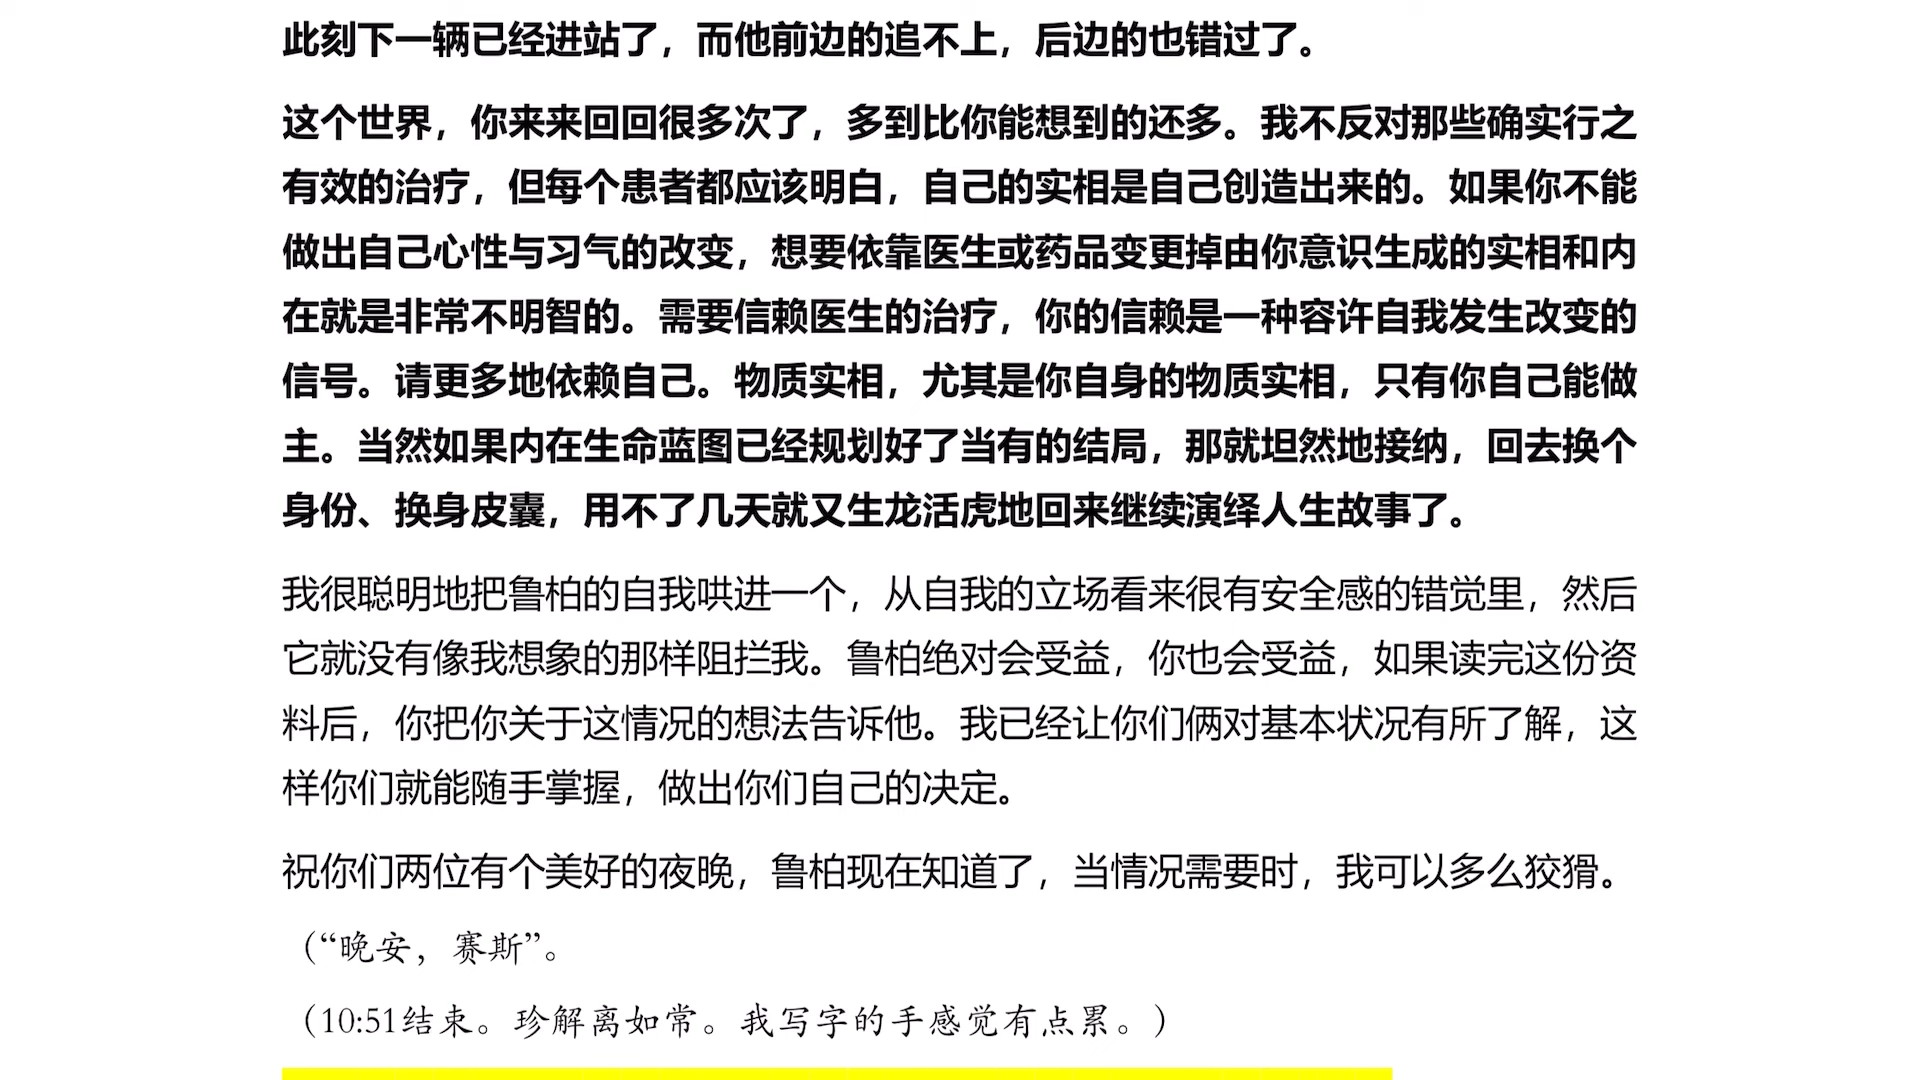 此刻下一辆已经进站了，而他前边的追不上，后边的也错过了。
这个世界，你来来回回很多次了，多到比你能想到的还多。我不反对那些确实行之
有效的治疗，但每个患者都应该明白，自己的实相是自己创造出来的。如果你不能
做出自己心性与习气的改变，想要依靠医生或药品变更掉由你意识生成的实相和内
在就是非常不明智的。需要信赖医生的治疗，你的信赖是一种容许自我发生改变的
信号。请更多地依赖自己。物质实相，尤其是你自身的物质实相，只有你自己能做
主。当然如果内在生命蓝图已经规划好了当有的结局，那就坦然地接纳，回去换个
身份、换身皮囊，用不了几天就又生龙活虎地回来继续演绎人生故事了。
我很聪明地把鲁柏的自我哄进一个，从自我的立场看来很有安全感的错觉里，然后
它就没有像我想象的那样阻拦我。鲁柏绝对会受益，你也会受益，如果读完这份资
料后，你把你关于这情况的想法告诉他。我已经让你们俩对基本状况有所了解，这
样你们就能随手掌握，做出你们自己的决定。
祝你们两位有个美好的夜晚，鲁柏现在知道了，当情况需要时，我可以多么狡猾。
（“晚安，赛斯”。
（10:51结束。珍解离如常。我写字的手感觉有点累。）